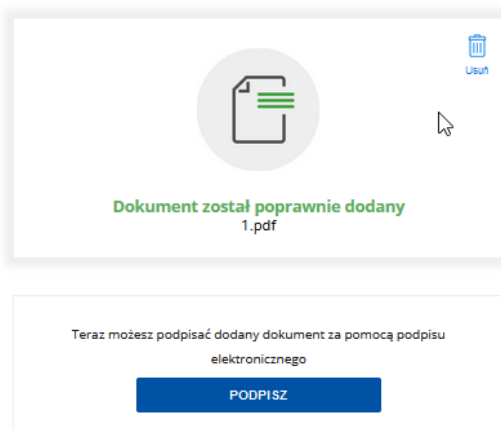 Usuń
Dokument został poprawnie dodany
1.pdf
Teraz możesz podpisać dodany dokument za pomocą podpisu
elektronicznego
PODPISZ